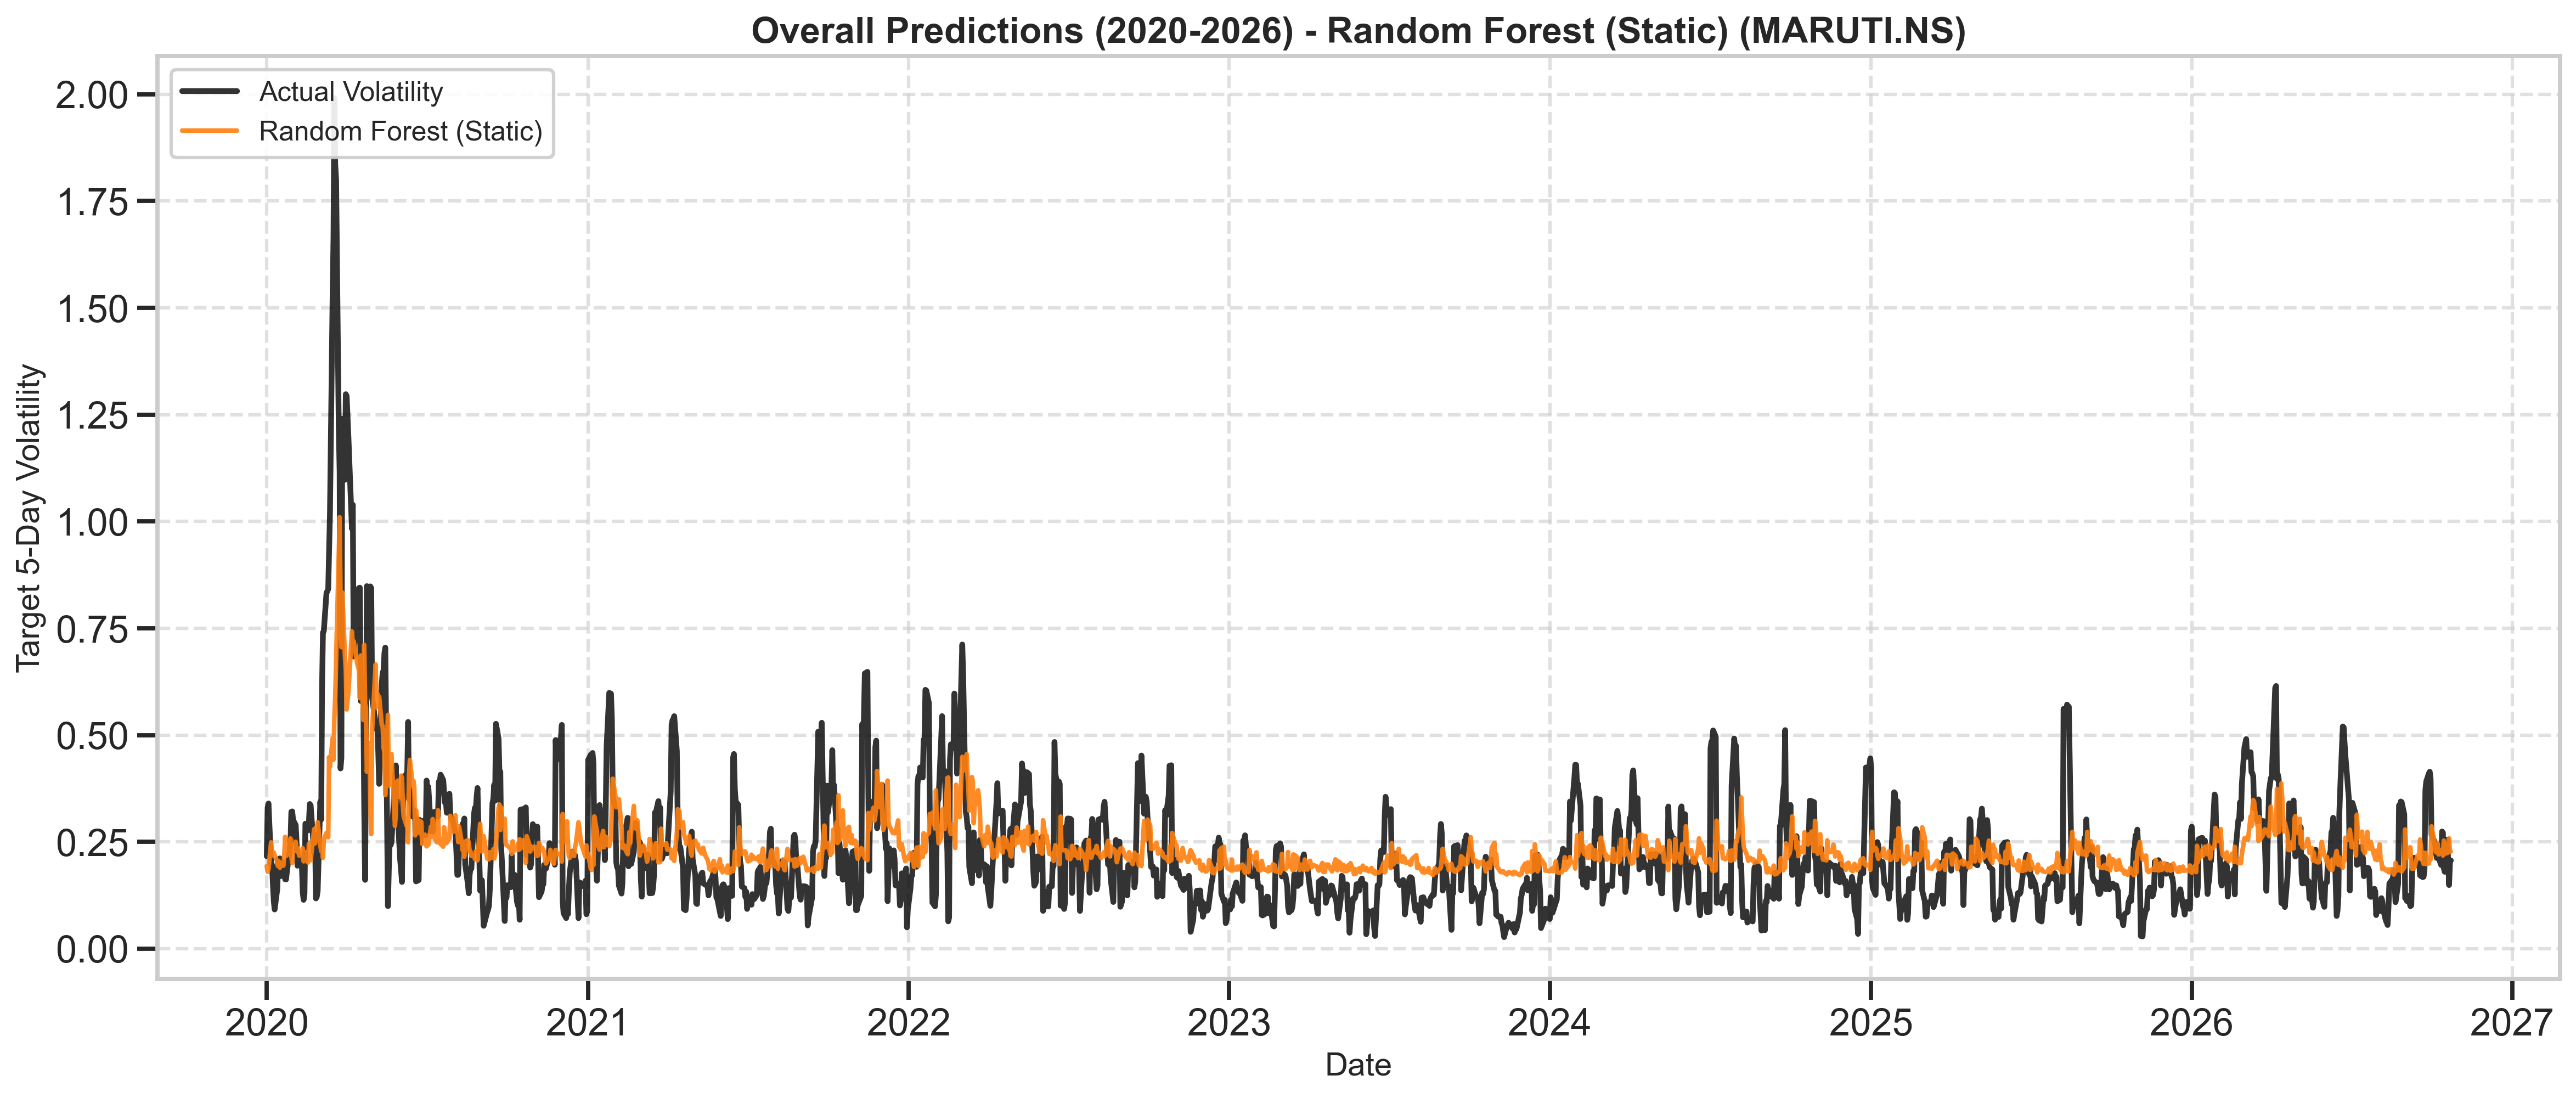 Overall Predictions (2020-2026) - Random Forest (Static) (MARUTI.NS)
Actual Volatility
Random Forest (Static)
Target 5-Day Volatility
2.00
1.75
1.50
1.25
1.00
0.75
0.50
0.25
0.00
2020 2021 2022 2023 2024 2025 2026 2027
Date